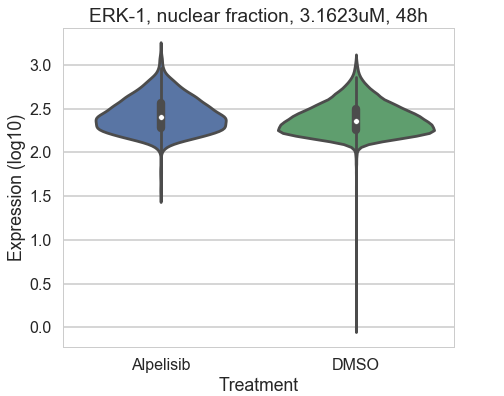 ERK-1, nuclear fraction, 3.1623uM, 48h
Expression (log10)
3.0
2.5
2.0
1.5
1.0
0.5
0.0
Alpelisib
DMSO
Treatment